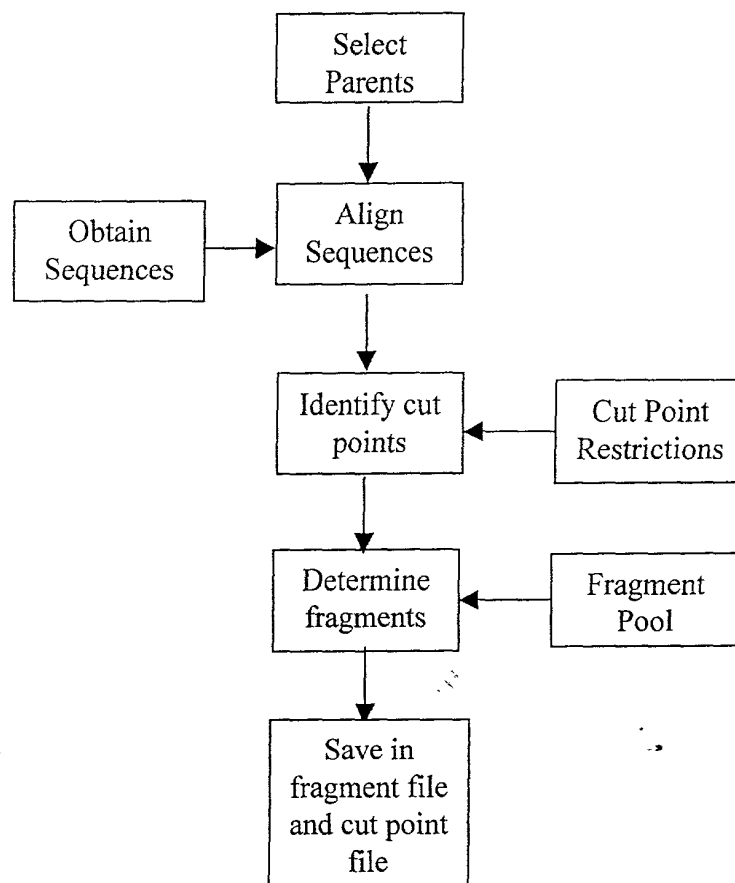 Select
Parents
Obtain
Sequences
Align
Sequences
Identify cut
points
Cut Point
Restrictions
Determine
fragments
Fragment
Pool
Save in
fragment file
and cut point
file